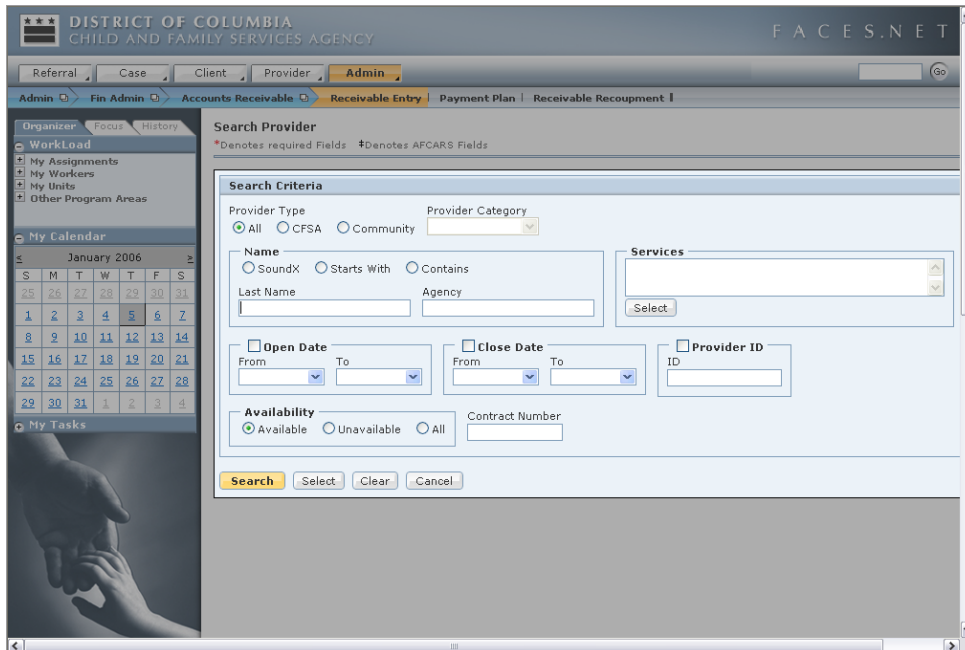 DISTRICT OF COLUMBIA
CHILD AND FAMILY SERVICES AGENCY
FACES.NET
Referral Case Client Provider Admin Go
Admin Fin Admin Accounts Receivable Receivable Entry Payment Plan Receivable Recoupment
Organizer Focus History
WorkLoad
My Assignments
My Workers
My Units
Other Program Areas
My Calendar
< January 2006 >
S M T W T F S
25 26 27 28 29 30 31
1 2 3 4 5 6 7
8 9 10 11 12 13 14
15 16 17 18 19 20 21
22 23 24 25 26 27 28
29 30 31 1 2 3 4
My Tasks
Search Provider
*Denotes required Fields ‡Denotes AFCARS Fields
Search Criteria
Provider Type Provider Category
All CFSA Community
Name
SoundX Starts With Contains
Last Name Agency
Services
Select
Open Date
From To
Close Date
From To
Provider ID
ID
Availability
Available Unavailable All
Contract Number
Search Select Clear Cancel